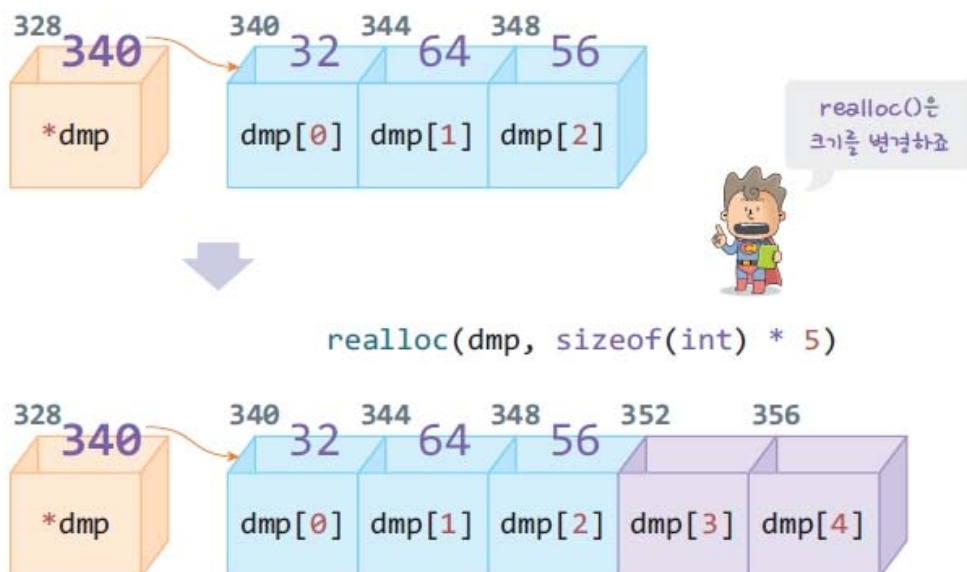 328 340 344 348
340 32 64 56
*dmp dmp[0] dmp[1] dmp[2]
realloc()은
크기를 변경하죠
realloc(dmp, sizeof(int) * 5)
328 340 344 348 352 356
340 32 64 56
*dmp dmp[0] dmp[1] dmp[2] dmp[3] dmp[4]